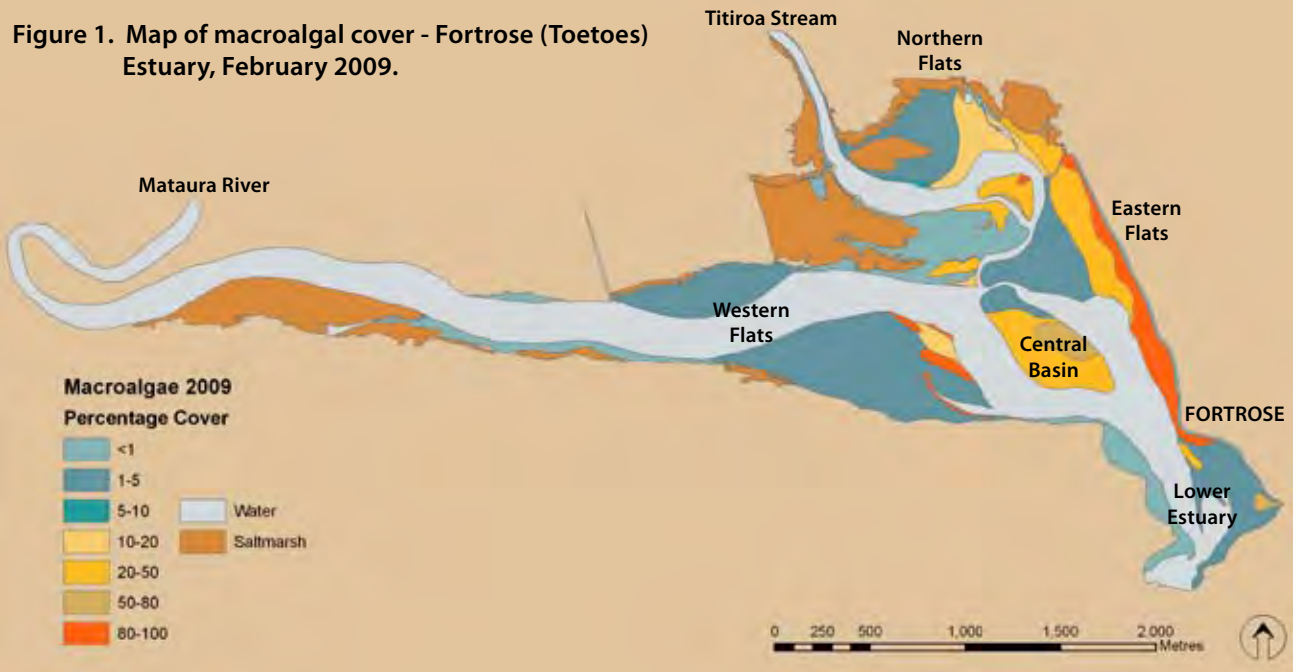 Figure 1. Map of macroalgal cover - Fortrose (Toetoes)
Estuary, February 2009.
Titiroa Stream
Northern
Flats
Mataura River
Eastern
Flats
Western
Flats
Central
Basin
FORTROSE
Lower
Estuary
Macroalgae 2009
Percentage Cover
<1
1-5
5-10
10-20
20-50
50-80
80-100
Water
Saltmarsh
0 250 500 1,000 1,500 2,000
Metres